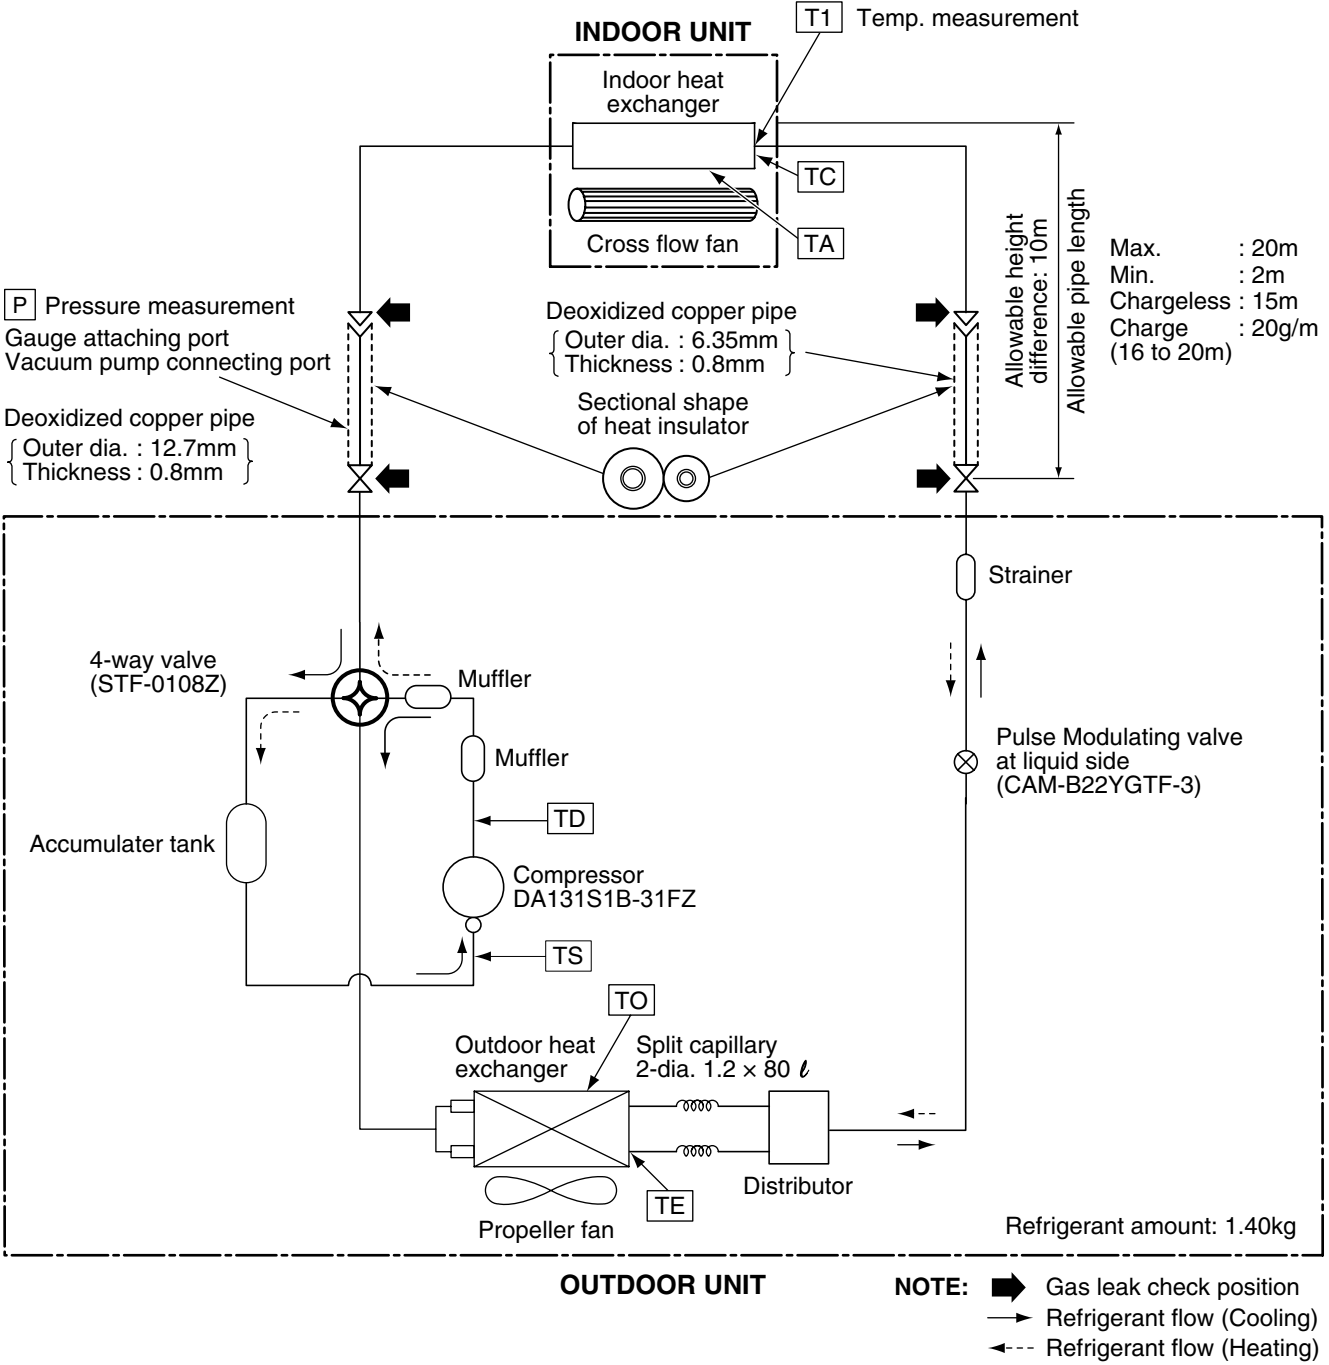 T1 Temp. measurement
INDOOR UNIT
Indoor heat
exchanger
TC
TA
Cross flow fan
Allowable height
difference: 10m
Allowable pipe length
Max. : 20m
Min. : 2m
Chargeless : 15m
Charge : 20g/m
(16 to 20m)
P Pressure measurement
Gauge attaching port
Vacuum pump connecting port
Deoxidized copper pipe
Outer dia. : 6.35mm
Thickness : 0.8mm
Deoxidized copper pipe
Outer dia. : 12.7mm
Thickness : 0.8mm
Sectional shape
of heat insulator
Strainer
4-way valve
(STF-0108Z)
Muffler
Muffler
Pulse Modulating valve
at liquid side
(CAM-B22YGTF-3)
TD
Accumulater tank
Compressor
DA131S1B-31FZ
TS
TO
Outdoor heat
exchanger
Split capillary
2-dia. 1.2 × 80 ℓ
TE
Distributor
Propeller fan
Refrigerant amount: 1.40kg
OUTDOOR UNIT
NOTE: Gas leak check position
Refrigerant flow (Cooling)
Refrigerant flow (Heating)